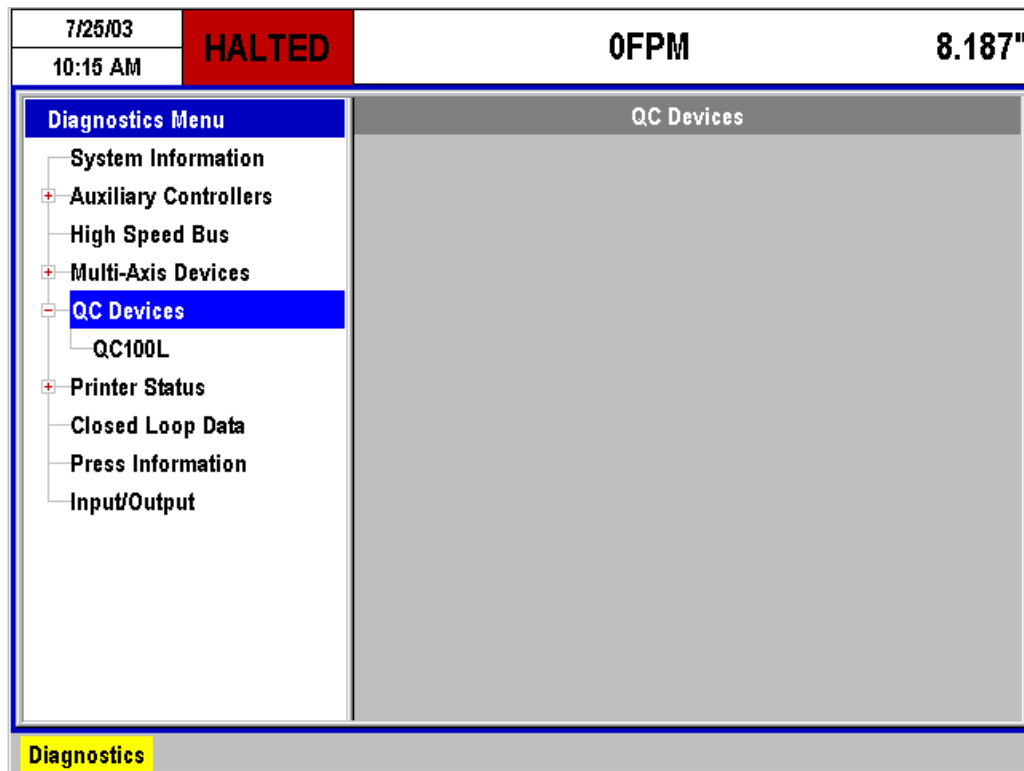 7/25/03
10:15 AM
HALTED
0FPM
8.187"
Diagnostics Menu
System Information
Auxiliary Controllers
High Speed Bus
Multi-Axis Devices
QC Devices
QC100L
Printer Status
Closed Loop Data
Press Information
Input/Output
QC Devices
Diagnostics